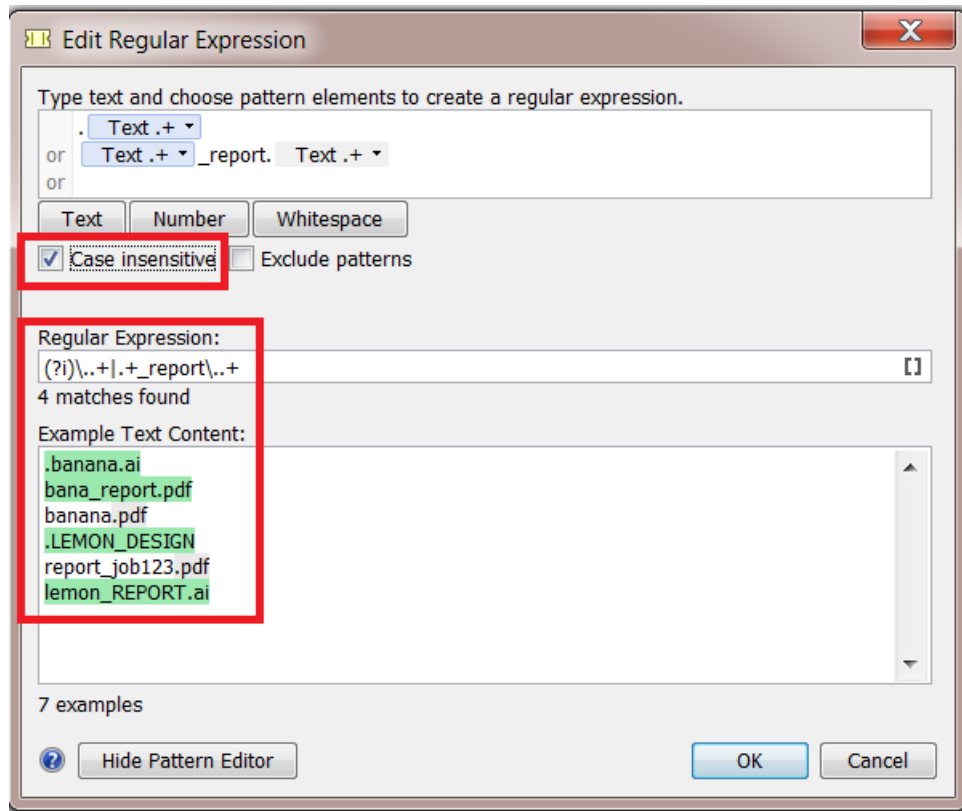 Edit Regular Expression
X
Type text and choose pattern elements to create a regular expression.
. Text .+
or Text .+ _report. Text .+
or
Text Number Whitespace
Case insensitive Exclude patterns
Regular Expression:
(?i)\..+|.+_report\..+ []
4 matches found
Example Text Content:
.banana.ai
bana_report.pdf
banana.pdf
.LEMON_DESIGN
report_job123.pdf
lemon_REPORT.ai
7 examples
? Hide Pattern Editor OK Cancel